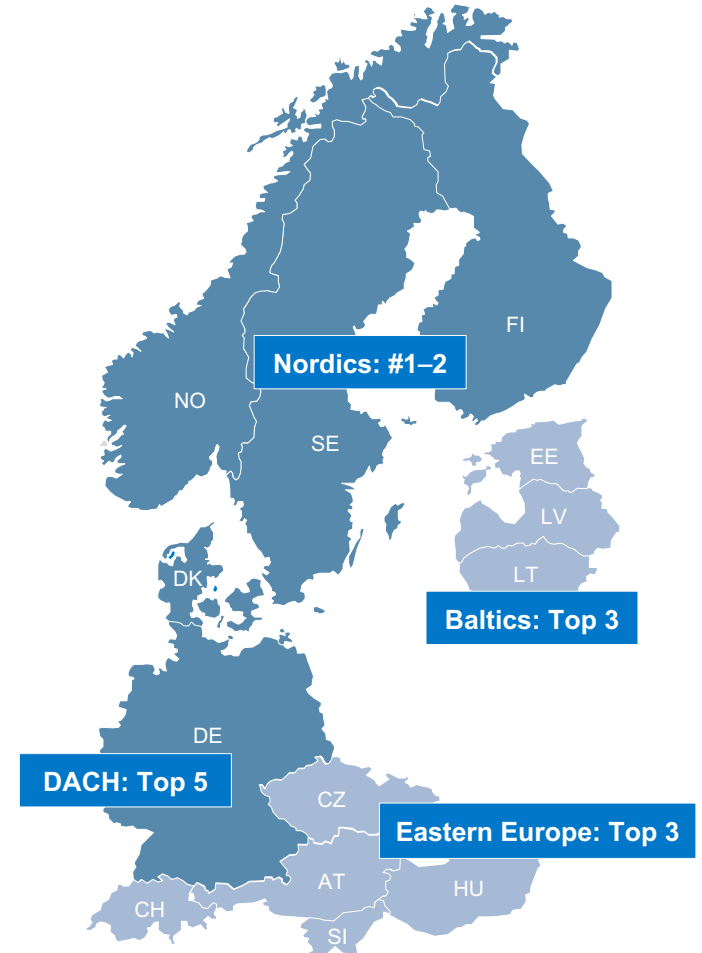 FI
Nordics: #1–2
NO
SE
EE
LV
DK
LT
Baltics: Top 3
DE
DACH: Top 5
CZ
Eastern Europe: Top 3
AT
HU
CH
SI